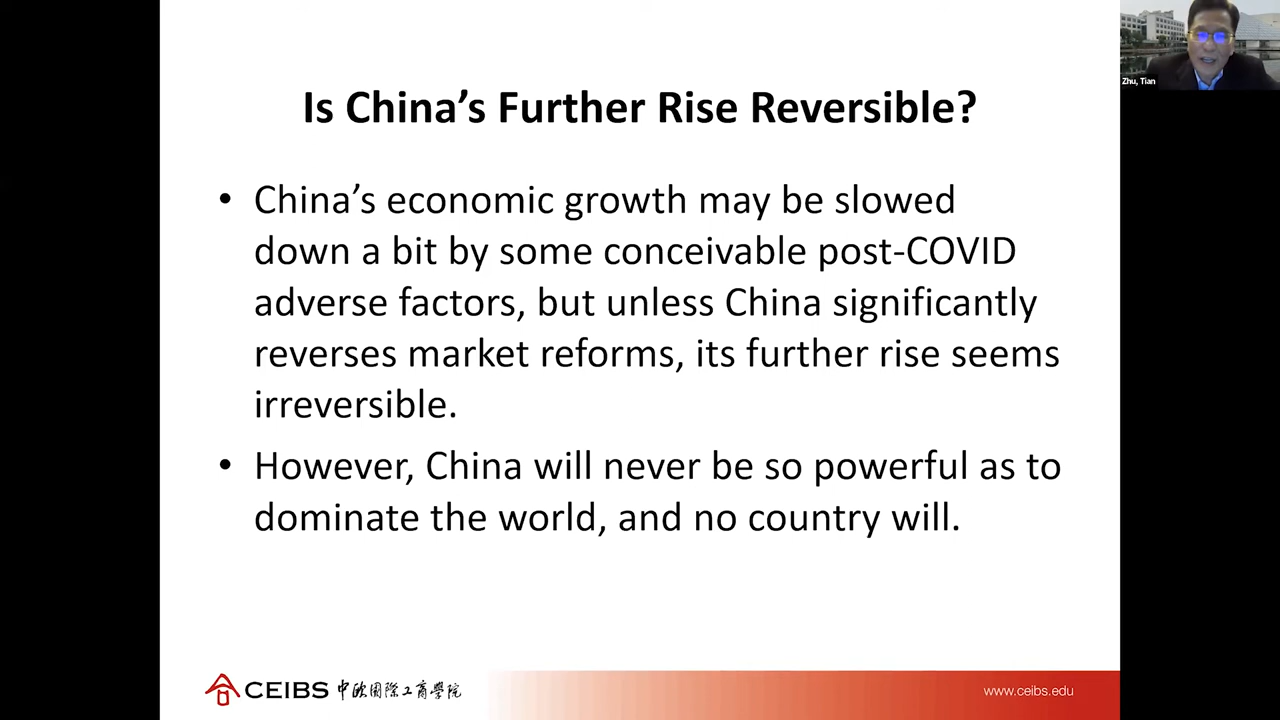 Is China’s Further Rise Reversible?
• China’s economic growth may be slowed
down a bit by some conceivable post-COVID
adverse factors, but unless China significantly
reverses market reforms, its further rise seems
irreversible.
• However, China will never be so powerful as to
dominate the world, and no country will.
Zhu, Tian
CEIBS 中欧国際工商學院
www.ceibs.edu